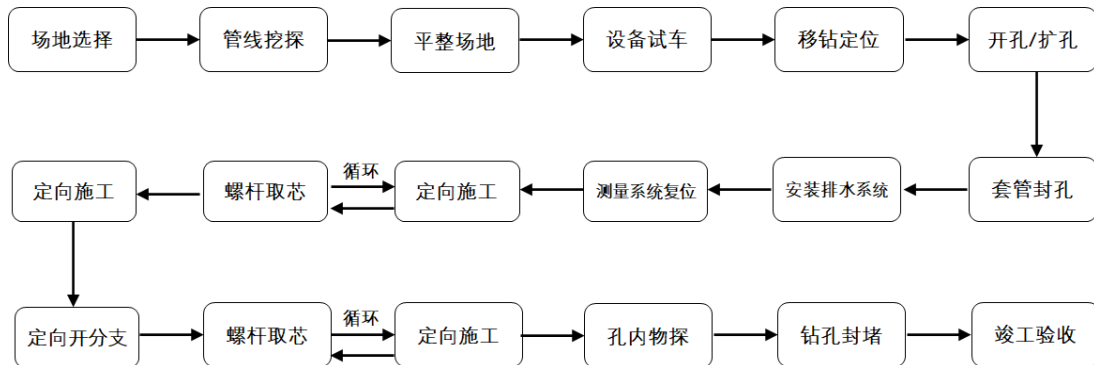 场地选择
管线挖探
平整场地
设备试车
移钻定位
开孔/扩孔
定向施工
螺杆取芯
循环
定向施工
测量系统复位
安装排水系统
套管封孔
定向开分支
螺杆取芯
循环
定向施工
孔内物探
钻孔封堵
竣工验收